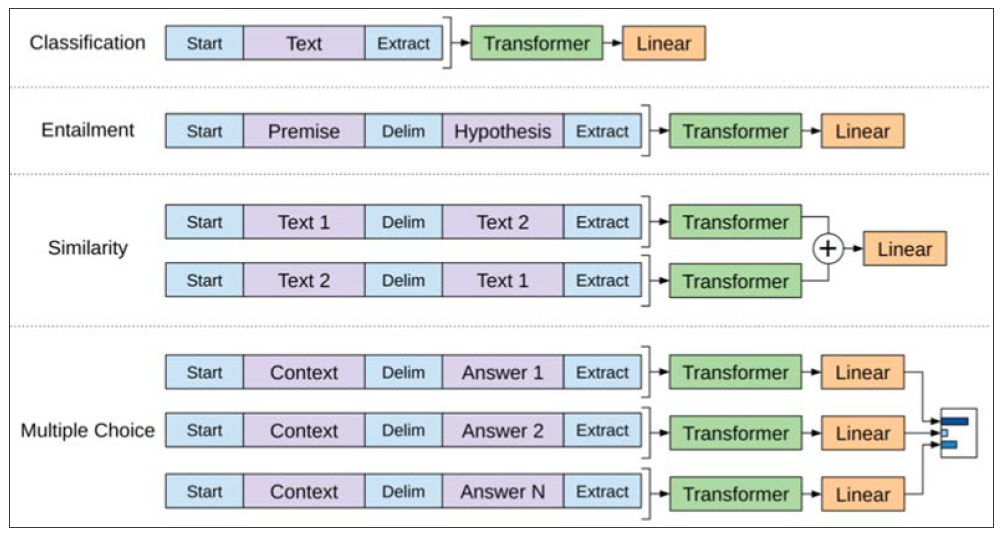 Classification Start Text Extract Transformer Linear
Entailment Start Premise Delim Hypothesis Extract Transformer Linear
Start Text 1 Delim Text 2 Extract Transformer
Similarity + Linear
Start Text 2 Delim Text 1 Extract Transformer
Start Context Delim Answer 1 Extract Transformer Linear
Multiple Choice Start Context Delim Answer 2 Extract Transformer Linear
Start Context Delim Answer N Extract Transformer Linear